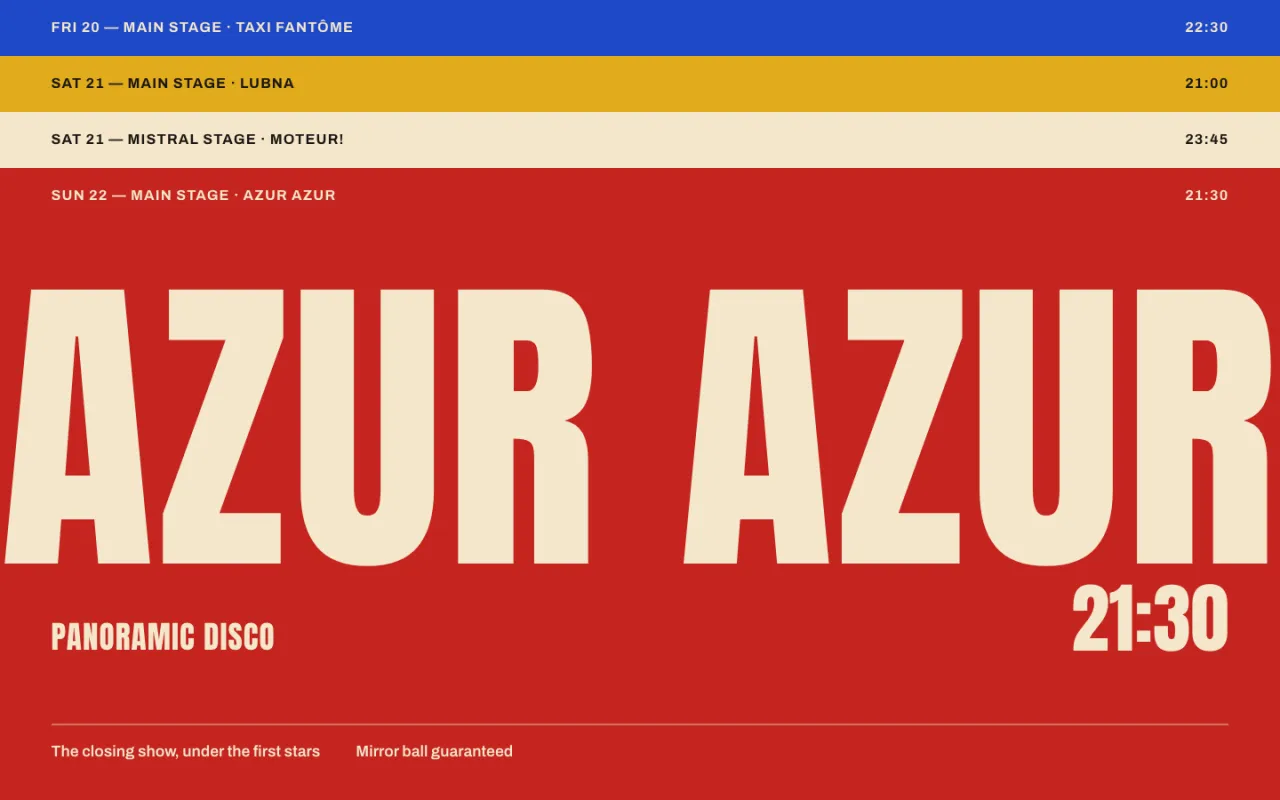 FRI 20 — MAIN STAGE · TAXI FANTÔME 22:30
SAT 21 — MAIN STAGE · LUBNA 21:00
SAT 21 — MISTRAL STAGE · MOTEUR! 23:45
SUN 22 — MAIN STAGE · AZUR AZUR 21:30
AZUR AZUR
PANORAMIC DISCO 21:30
The closing show, under the first stars Mirror ball guaranteed